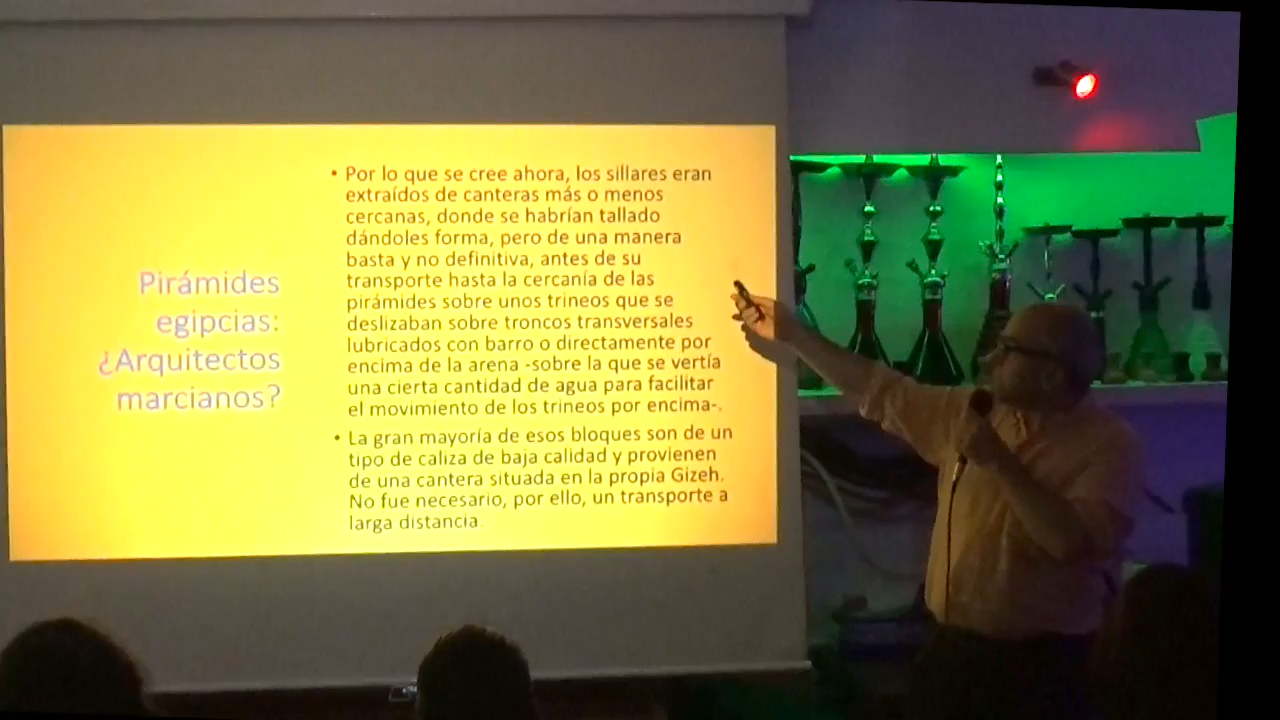 Pirámides
egipcias:
¿Arquitectos
marcianos?
• Por lo que se cree ahora, los sillares eran
extraídos de canteras más o menos
cercanas, donde se habrían tallado
dándoles forma, pero de una manera
basta y no definitiva, antes de su
transporte hasta la cercanía de las
pirámides sobre unos trineos que se
deslizaban sobre troncos transversales
lubricados con barro o directamente por
encima de la arena -sobre la que se vertía
una cierta cantidad de agua para facilitar
el movimiento de los trineos por encima-.
• La gran mayoría de esos bloques son de un
tipo de caliza de baja calidad y provienen
de una cantera situada en la propia Gizeh.
No fue necesario, por ello, un transporte a
larga distancia.